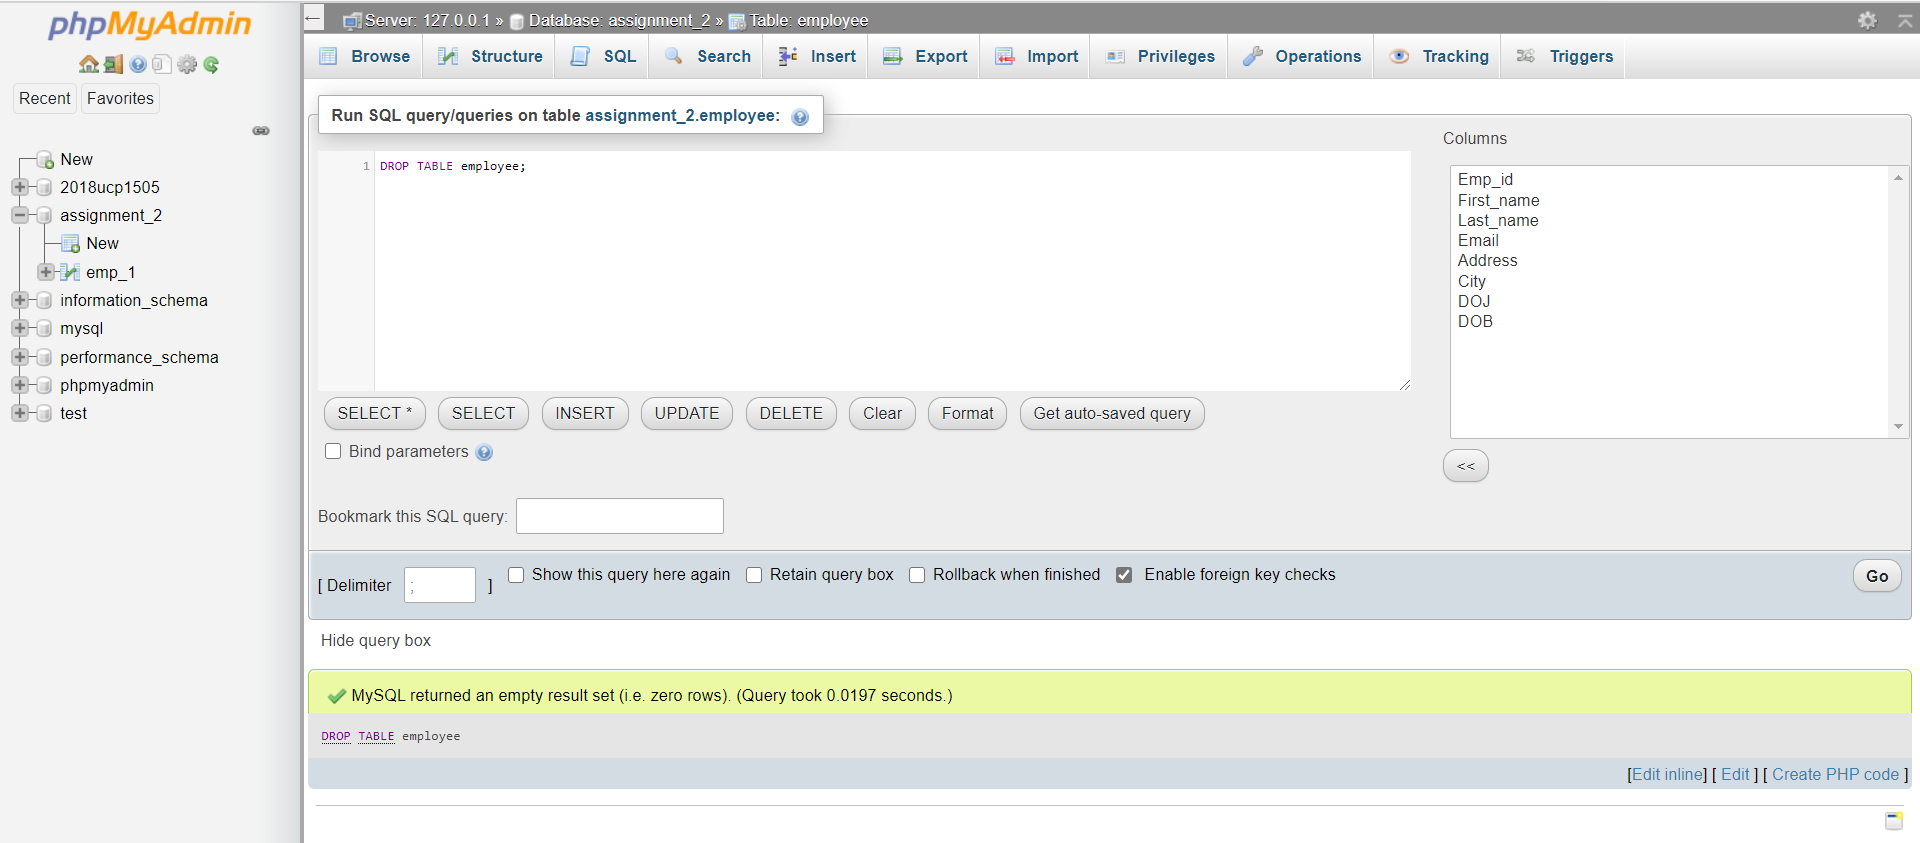 phpMyAdmin
Recent Favorites
New
2018ucp1505
assignment_2
New
emp_1
information_schema
mysql
performance_schema
phpmyadmin
test
← Server: 127.0.0.1 » Database: assignment_2 » Table: employee
Browse Structure SQL Search Insert Export Import Privileges Operations Tracking Triggers
Run SQL query/queries on table assignment_2.employee:
1 DROP TABLE employee;
Columns
Emp_id
First_name
Last_name
Email
Address
City
DOJ
DOB
SELECT * SELECT INSERT UPDATE DELETE Clear Format Get auto-saved query
<<
Bind parameters
Bookmark this SQL query:
[ Delimiter ; ] Show this query here again Retain query box Rollback when finished Enable foreign key checks Go
Hide query box
MySQL returned an empty result set (i.e. zero rows). (Query took 0.0197 seconds.)
DROP TABLE employee
[Edit inline] [ Edit ] [ Create PHP code ]